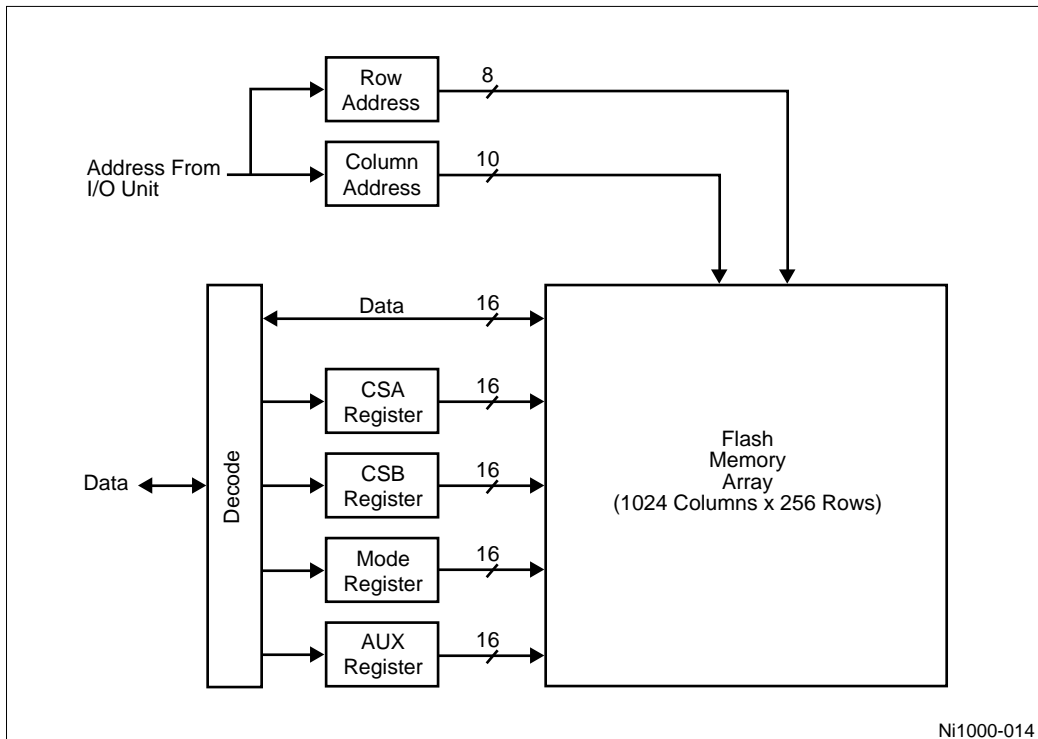 Row
Address
8
Address From
I/O Unit
Column
Address
10
Data
16
CSA
Register
16
CSB
Register
16
Mode
Register
16
AUX
Register
16
Data
Decode
Flash
Memory
Array
(1024 Columns x 256 Rows)
Ni1000-014